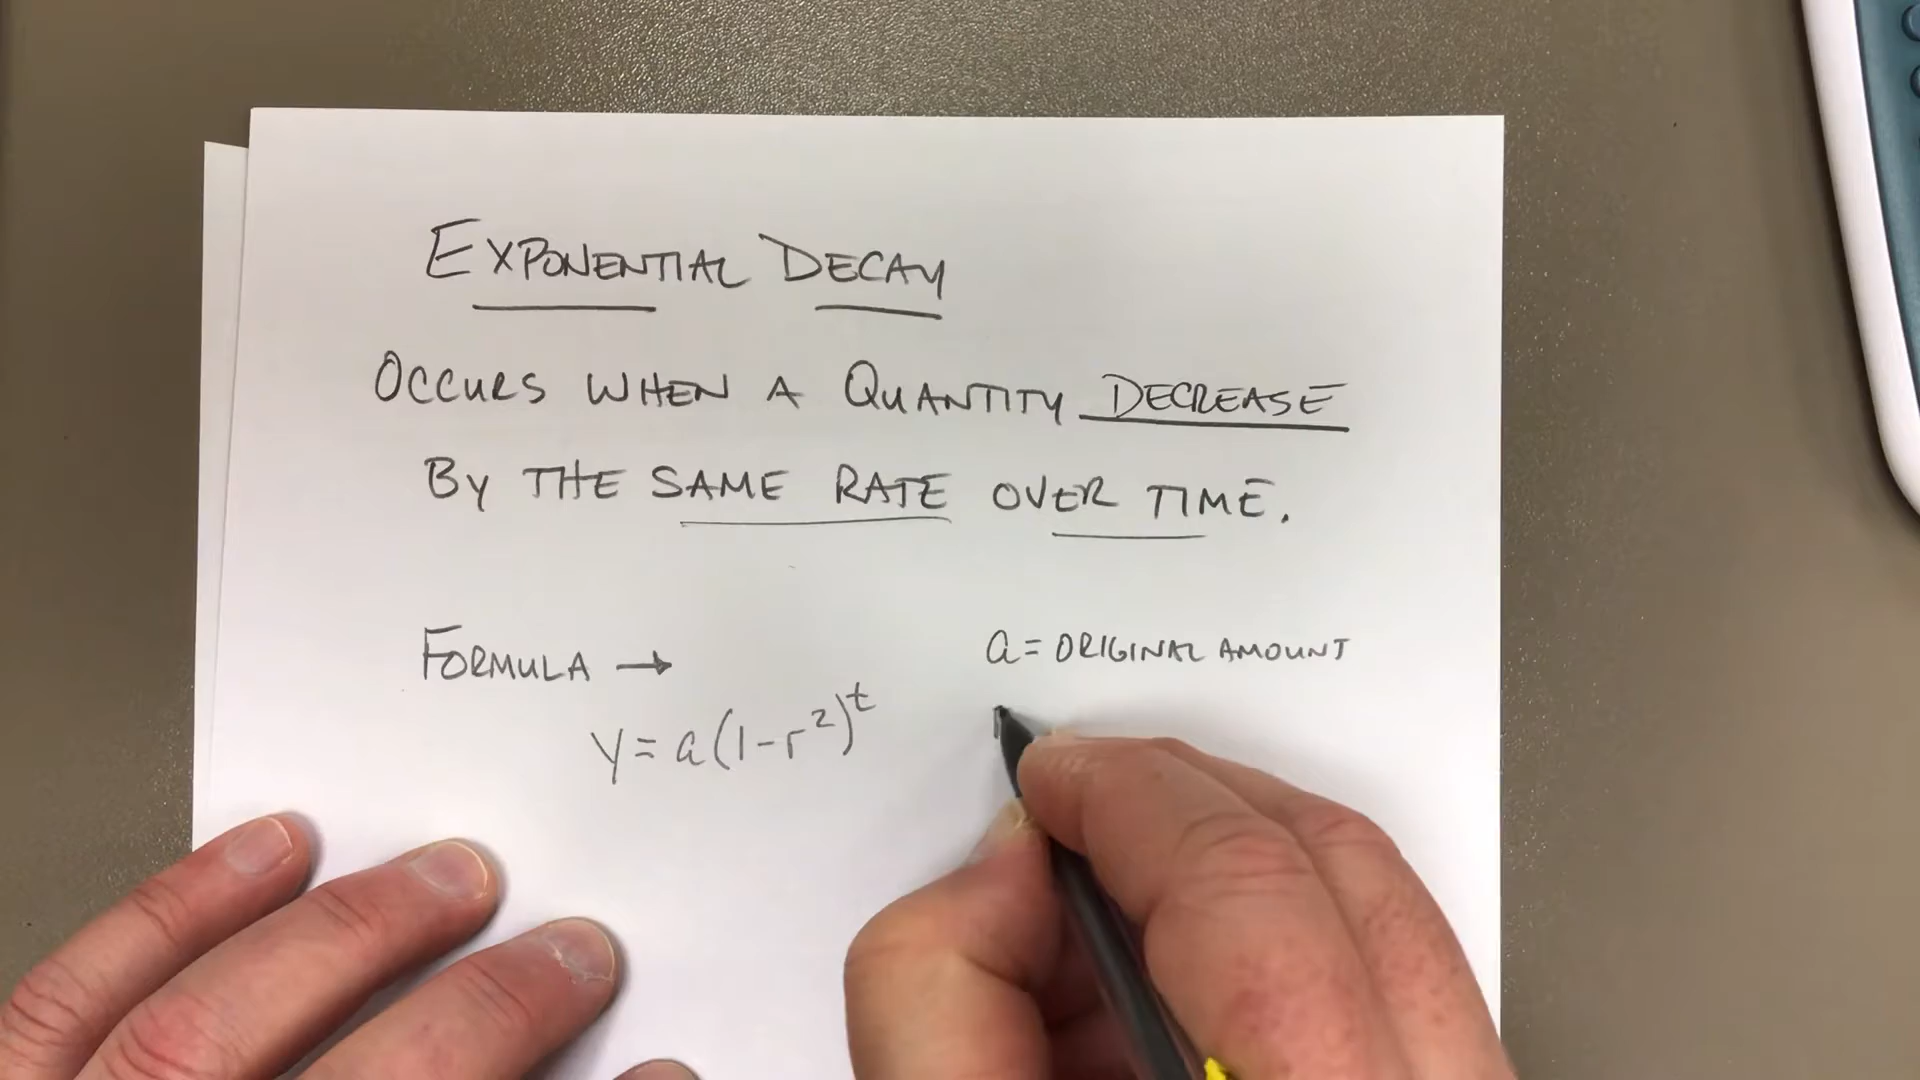 EXPONENTIAL DECAY
OCCURS WHEN A QUANTITY DECREASE
BY THE SAME RATE OVER TIME.
FORMULA →
a = ORIGINAL AMOUNT
y = a(1-r²)ᵗ